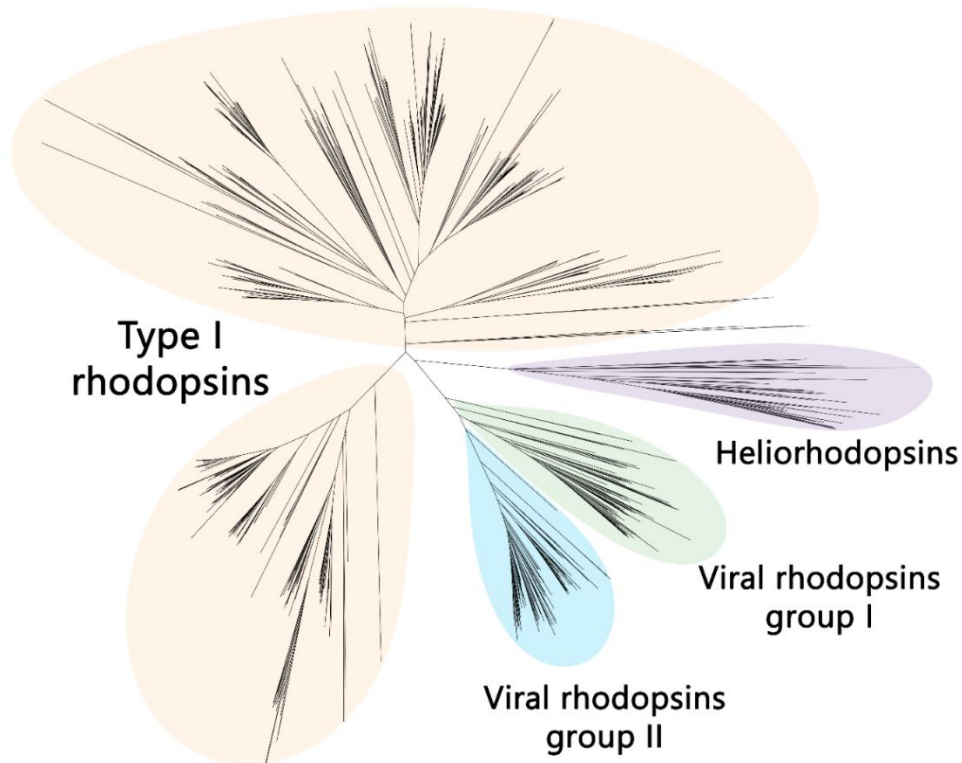 Type I
rhodopsins
Heliorhodopsins
Viral rhodopsins
group I
Viral rhodopsins
group II